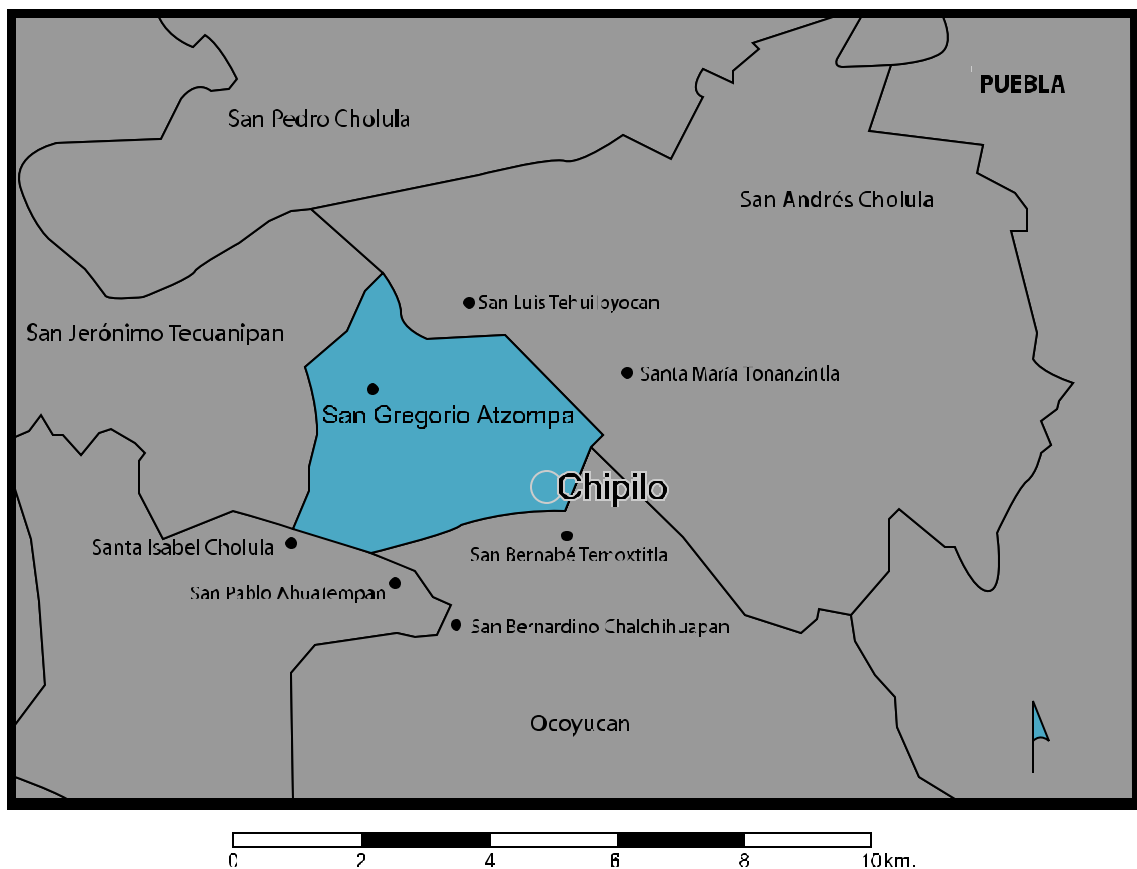 PUEBLA
San Pedro Cholula
San Andrés Cholula
San Luis Tehuiloyocan
San Jerónimo Tecuanipan
Santa María Tonanzintla
San Gregorio Atzompa
Chipilo
Santa Isabel Cholula
San Bernabé Temoxtitla
San Pablo Ahuatempan
San Bernardino Chalchihuapan
Ocoyucan
0 2 4 6 8 10km.